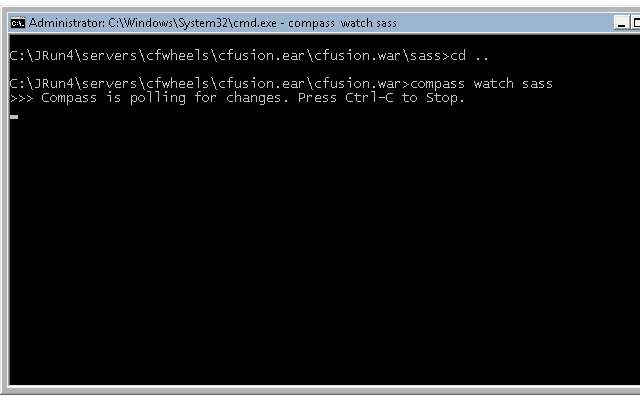 C:\. Administrator: C:\Windows\System32\cmd.exe - compass  watch sass
C:\JRun4\servers\cfwheels\cfusion.ear\cfusion.war\sass>cd ..
C:\JRun4\servers\cfwheels\cfusion.ear\cfusion.war>compass watch sass
>>> Compass is polling for changes. Press Ctrl-C to Stop.